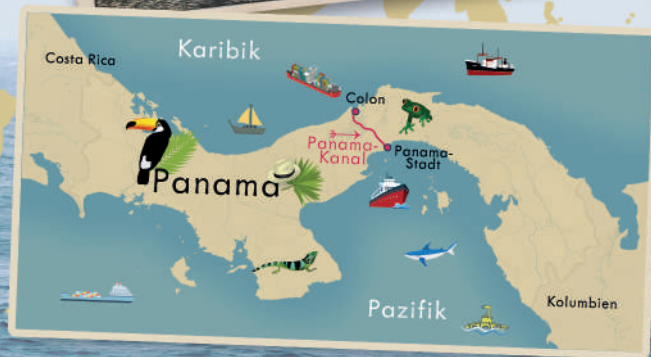 Karibik
Costa Rica
Colon
Panama-
Kanal
Panama-
Stadt
Panama
Pazifik
Kolumbien